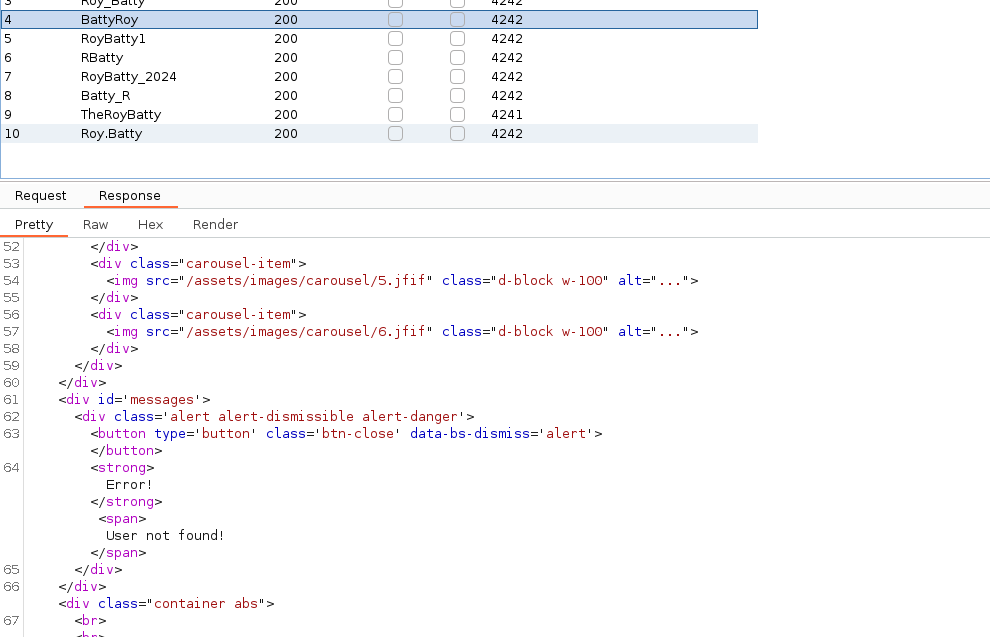 3 Roy_Batty 200 4242
4 BattyRoy 200 4242
5 RoyBatty1 200 4242
6 RBatty 200 4242
7 RoyBatty_2024 200 4242
8 Batty_R 200 4242
9 TheRoyBatty 200 4241
10 Roy.Batty 200 4242
Request Response
Pretty Raw Hex Render
52 </div>
53 <div class="carousel-item">
54 <img src="/assets/images/carousel/5.jfif" class="d-block w-100" alt="...">
55 </div>
56 <div class="carousel-item">
57 <img src="/assets/images/carousel/6.jfif" class="d-block w-100" alt="...">
58 </div>
59 </div>
60 </div>
61 <div id='messages'>
62 <div class='alert alert-dismissible alert-danger'>
63 <button type='button' class='btn-close' data-bs-dismiss='alert'>
</button>
64 <strong>
Error!
</strong>
<span>
User not found!
</span>
65 </div>
66 </div>
<div class="container abs">
67 <br>
<br>